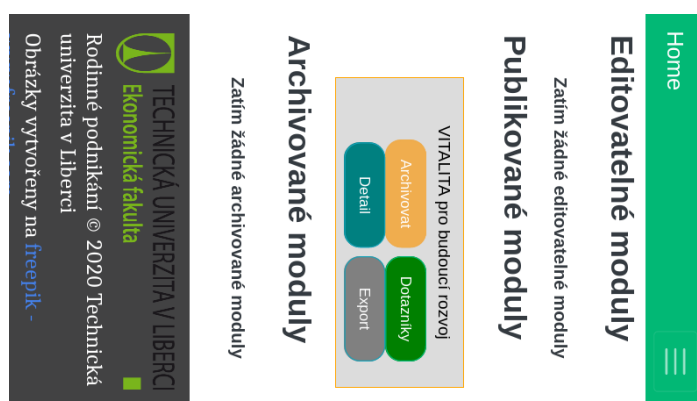 Home
Editovatelné moduly
Zatím žádné editovatelné moduly
Publikované moduly
VITALITA pro budoucí rozvoj
Archivovat
Dotazníky
Detail
Export
Archivované moduly
Zatím žádné archivované moduly
TECHNICKÁ UNIVERZITA V LIBERCI
Ekonomická fakulta
Rodinné podnikání © 2020 Technická
univerzita v Liberci
Obrázky vytvořeny na freepik -